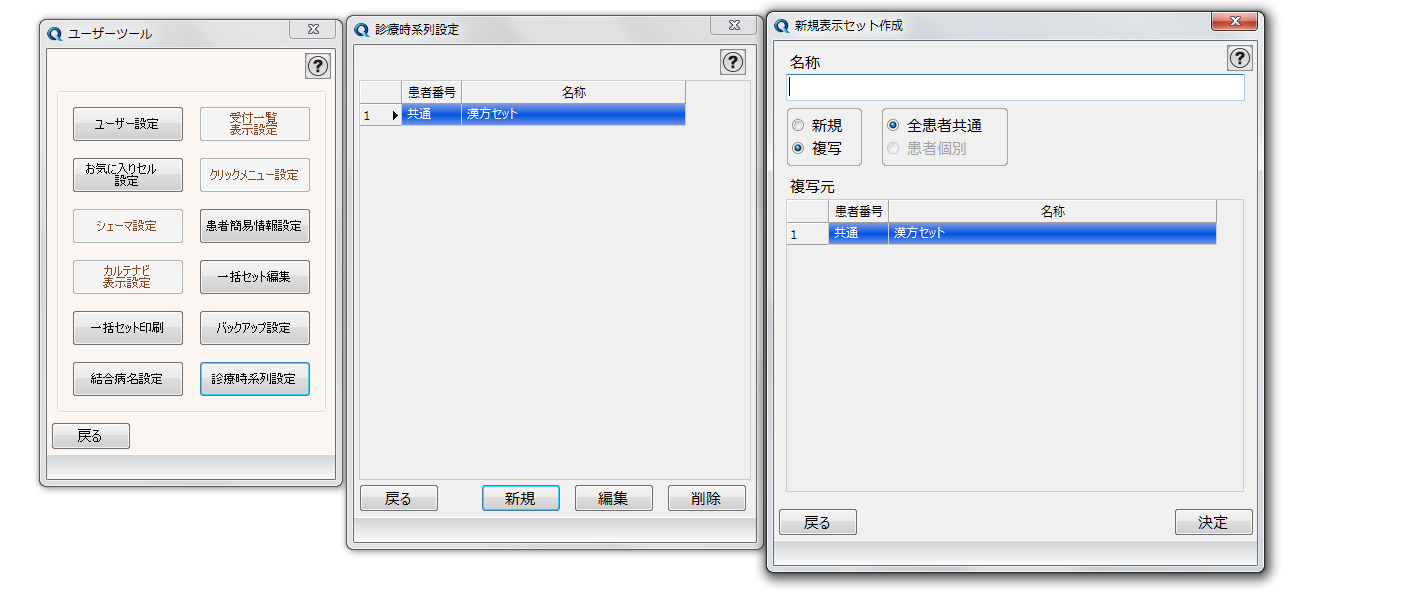 ユーザーツール
?
ユーザー設定
受付一覧
表示設定
お気に入りセル
設定
クリックメニュー設定
シェーマ設定
患者簡易情報設定
カルテナビ
表示設定
一括セット編集
一括セット印刷
バックアップ設定
結合病名設定
診療時系列設定
戻る
診療時系列設定
?
患者番号 名称
1 共通 漢方セット
戻る 新規 編集 削除
新規表示セット作成
?
名称
新規
複写
全患者共通
患者個別
複写元
患者番号 名称
1 共通 漢方セット
戻る 決定